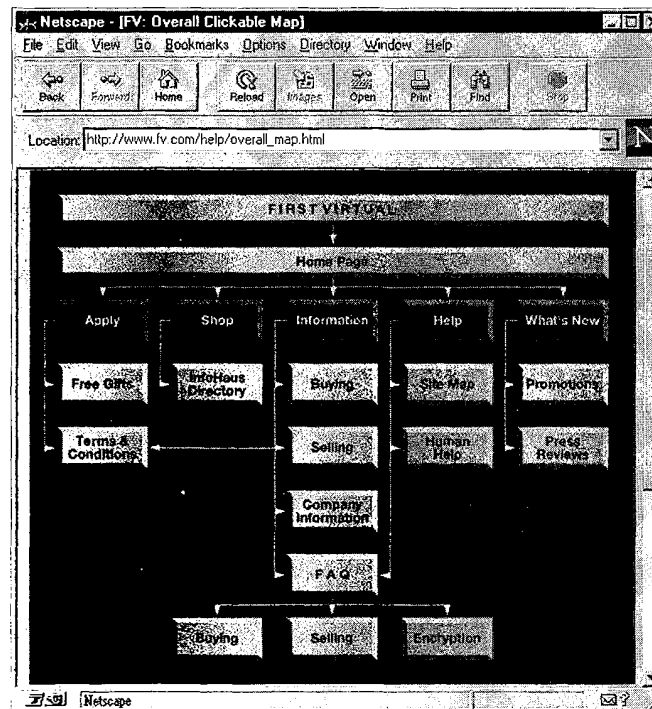 Netscape - [FV: Overall Clickable Map]
File Edit View Go Bookmarks Options Directory Window Help
Back Forward Home Reload Images Open Print Find Stop
Location: http://www.fv.com/help/overall_map.html
N
FIRST VIRTUAL
Home Page
Apply Shop Information Help What's New
Free Gifts InfoHaus Directory Buying Site Map Promotions
Terms & Conditions Selling Human Help Press Reviews
Company Information
FAQ
Buying Selling Encryption
Netscape